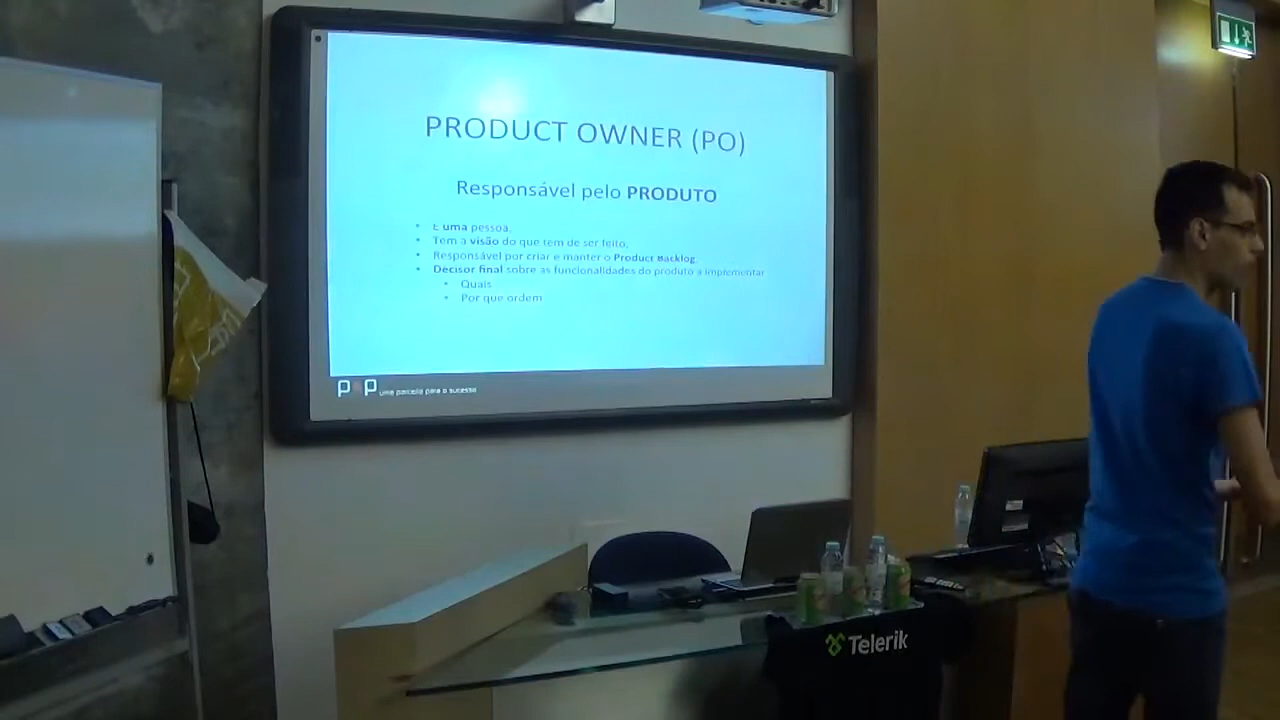 PRODUCT OWNER (PO)
Responsável pelo PRODUTO
• É uma pessoa.
• Tem a visão do que tem de ser feito.
• Responsável por criar e manter o Product Backlog.
• Decisor final sobre as funcionalidades do produto a implementar
• Quais
• Por que ordem
uma parceria para o sucesso
Telerik